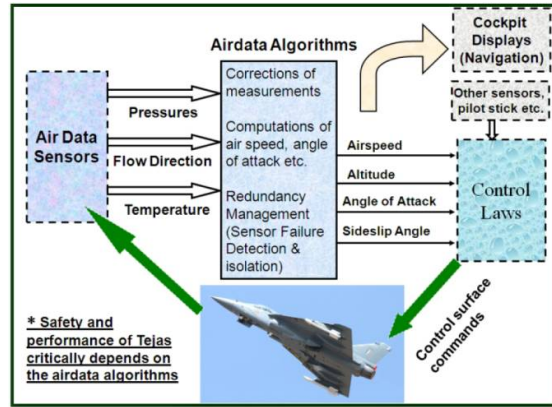 Airdata Algorithms
Cockpit
Displays
(Navigation)
Air Data
Sensors
Pressures
Flow Direction
Temperature
Corrections of
measurements
Computations of
air speed, angle
of attack etc.
Redundancy
Management
(Sensor Failure
Detection &
isolation)
Other sensors,
pilot stick etc.
Airspeed
Altitude
Angle of Attack
Sideslip Angle
Control
Laws
Control surface
commands
* Safety and
performance of Tejas
critically depends on
the airdata algorithms